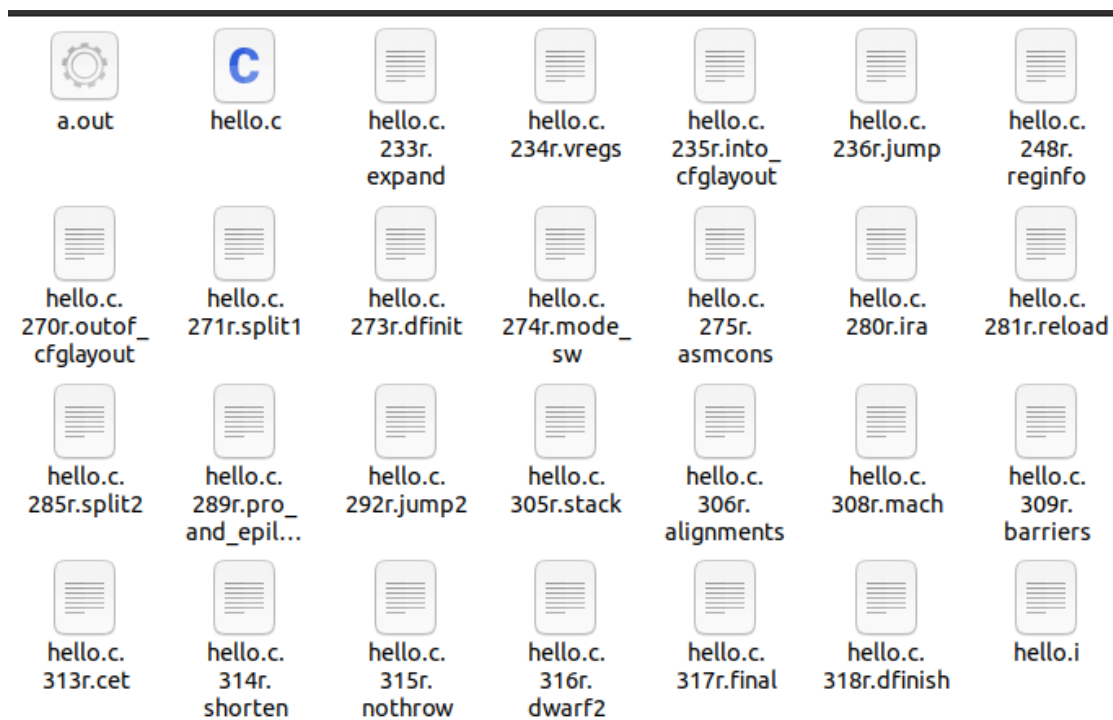 a.out
C
hello.c
hello.c.
233r.
expand
hello.c.
234r.vregs
hello.c.
235r.into_
cfglayout
hello.c.
236r.jump
hello.c.
248r.
reginfo
hello.c.
270r.outof_
cfglayout
hello.c.
271r.split1
hello.c.
273r.dfinit
hello.c.
274r.mode_
sw
hello.c.
275r.
asmcons
hello.c.
280r.ira
hello.c.
281r.reload
hello.c.
285r.split2
hello.c.
289r.pro_
and_epil...
hello.c.
292r.jump2
hello.c.
305r.stack
hello.c.
306r.
alignments
hello.c.
308r.mach
hello.c.
309r.
barriers
hello.c.
313r.cet
hello.c.
314r.
shorten
hello.c.
315r.
nothrow
hello.c.
316r.
dwarf2
hello.c.
317r.final
hello.c.
318r.dfinish
hello.i